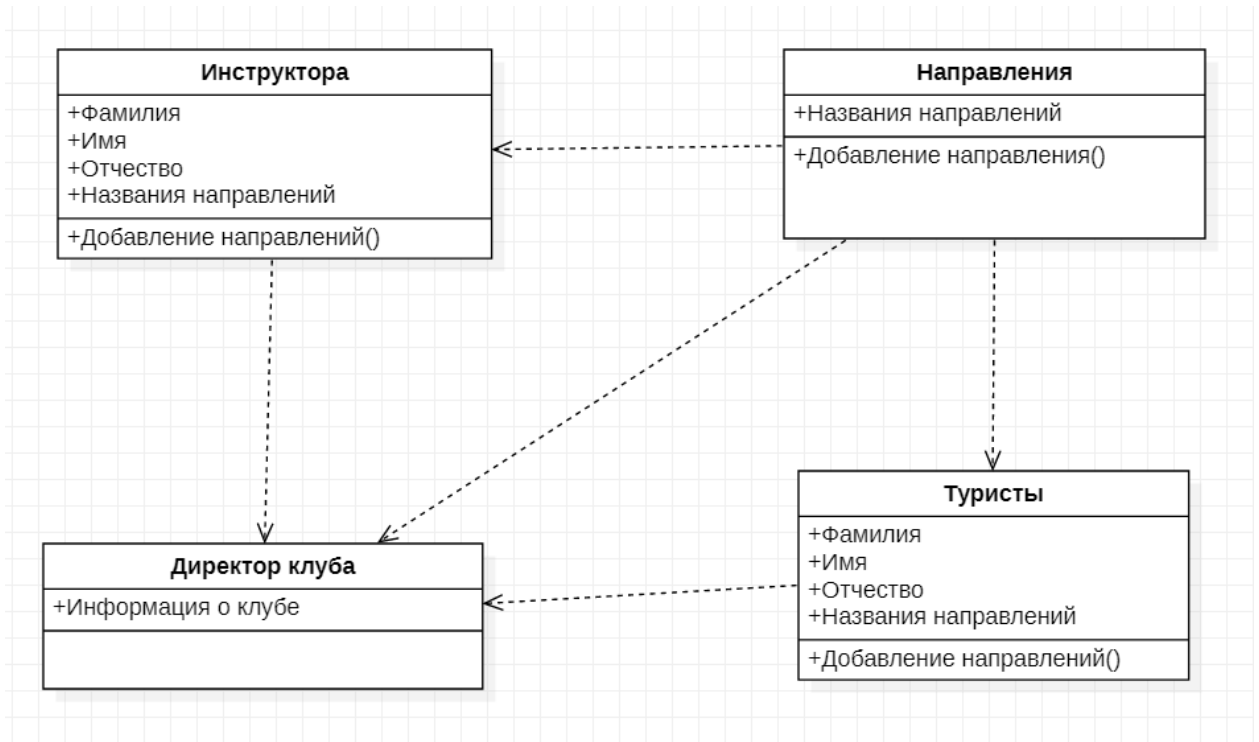 Инструктора
+Фамилия
+Имя
+Отчество
+Названия направлений
+Добавление направлений()
Направления
+Названия направлений
+Добавление направления()
Директор клуба
+Информация о клубе
Туристы
+Фамилия
+Имя
+Отчество
+Названия направлений
+Добавление направлений()